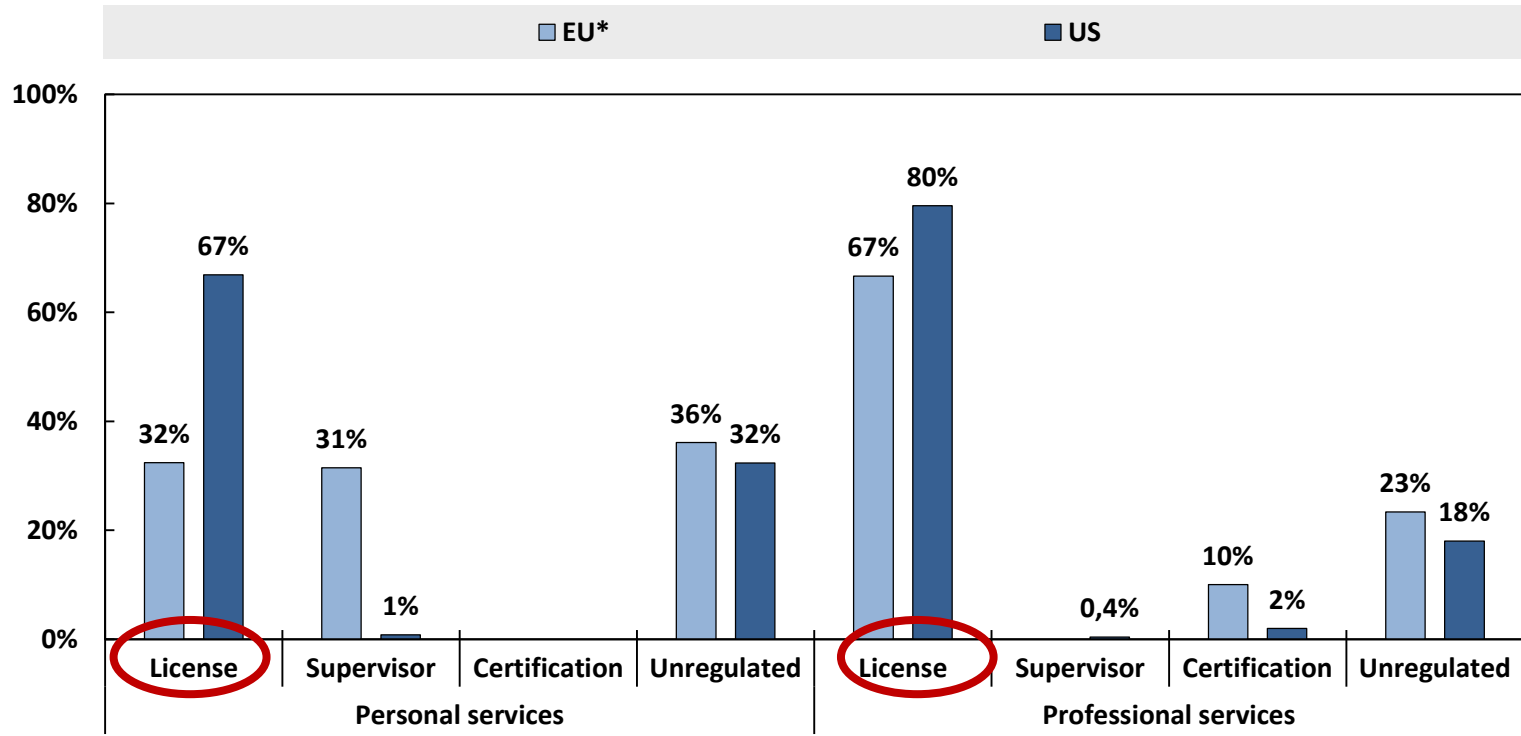 EU* US
100%
80%
60%
40%
20%
0%
32% 67% 31% 1% 36% 32% 67% 80% 0,4% 10% 2% 23% 18%
License Supervisor Certification Unregulated License Supervisor Certification Unregulated
Personal services Professional services